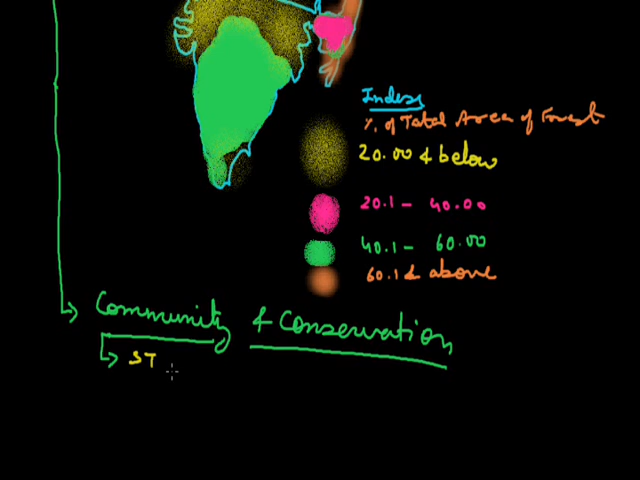 Index
% of Total Area of Forest
20.00 & below
20.1 - 40.00
40.1 - 60.00
60.1 & above
Community & Conservation
ST